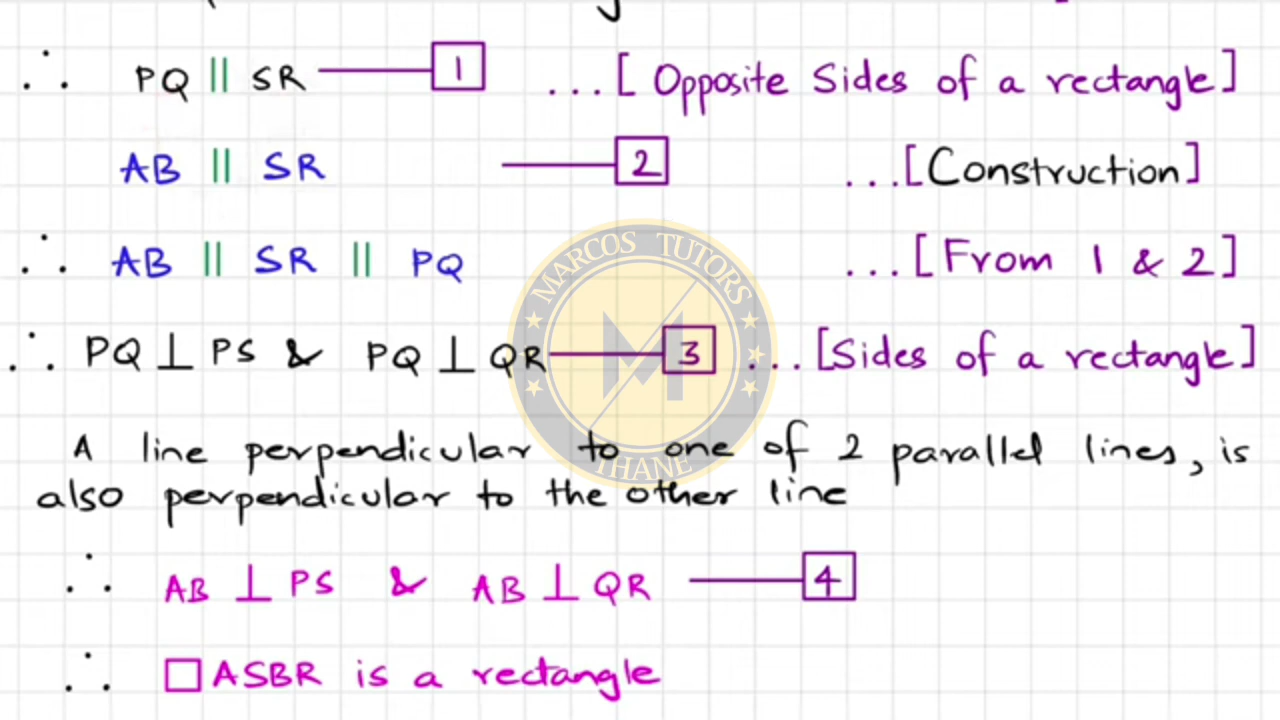 ∴ PQ || SR —— 1 ...[Opposite Sides of a rectangle]
AB || SR —— 2 ...[Construction]
∴ AB || SR || PQ ...[From 1 & 2]
∴ PQ ⊥ PS & PQ ⊥ QR —— 3 ...[Sides of a rectangle]
A line perpendicular to one of 2 parallel lines, is
also perpendicular to the other line
∴ AB ⊥ PS & AB ⊥ QR —— 4
∴ □ ASBR is a rectangle
MARCOS TUTORS
THANE